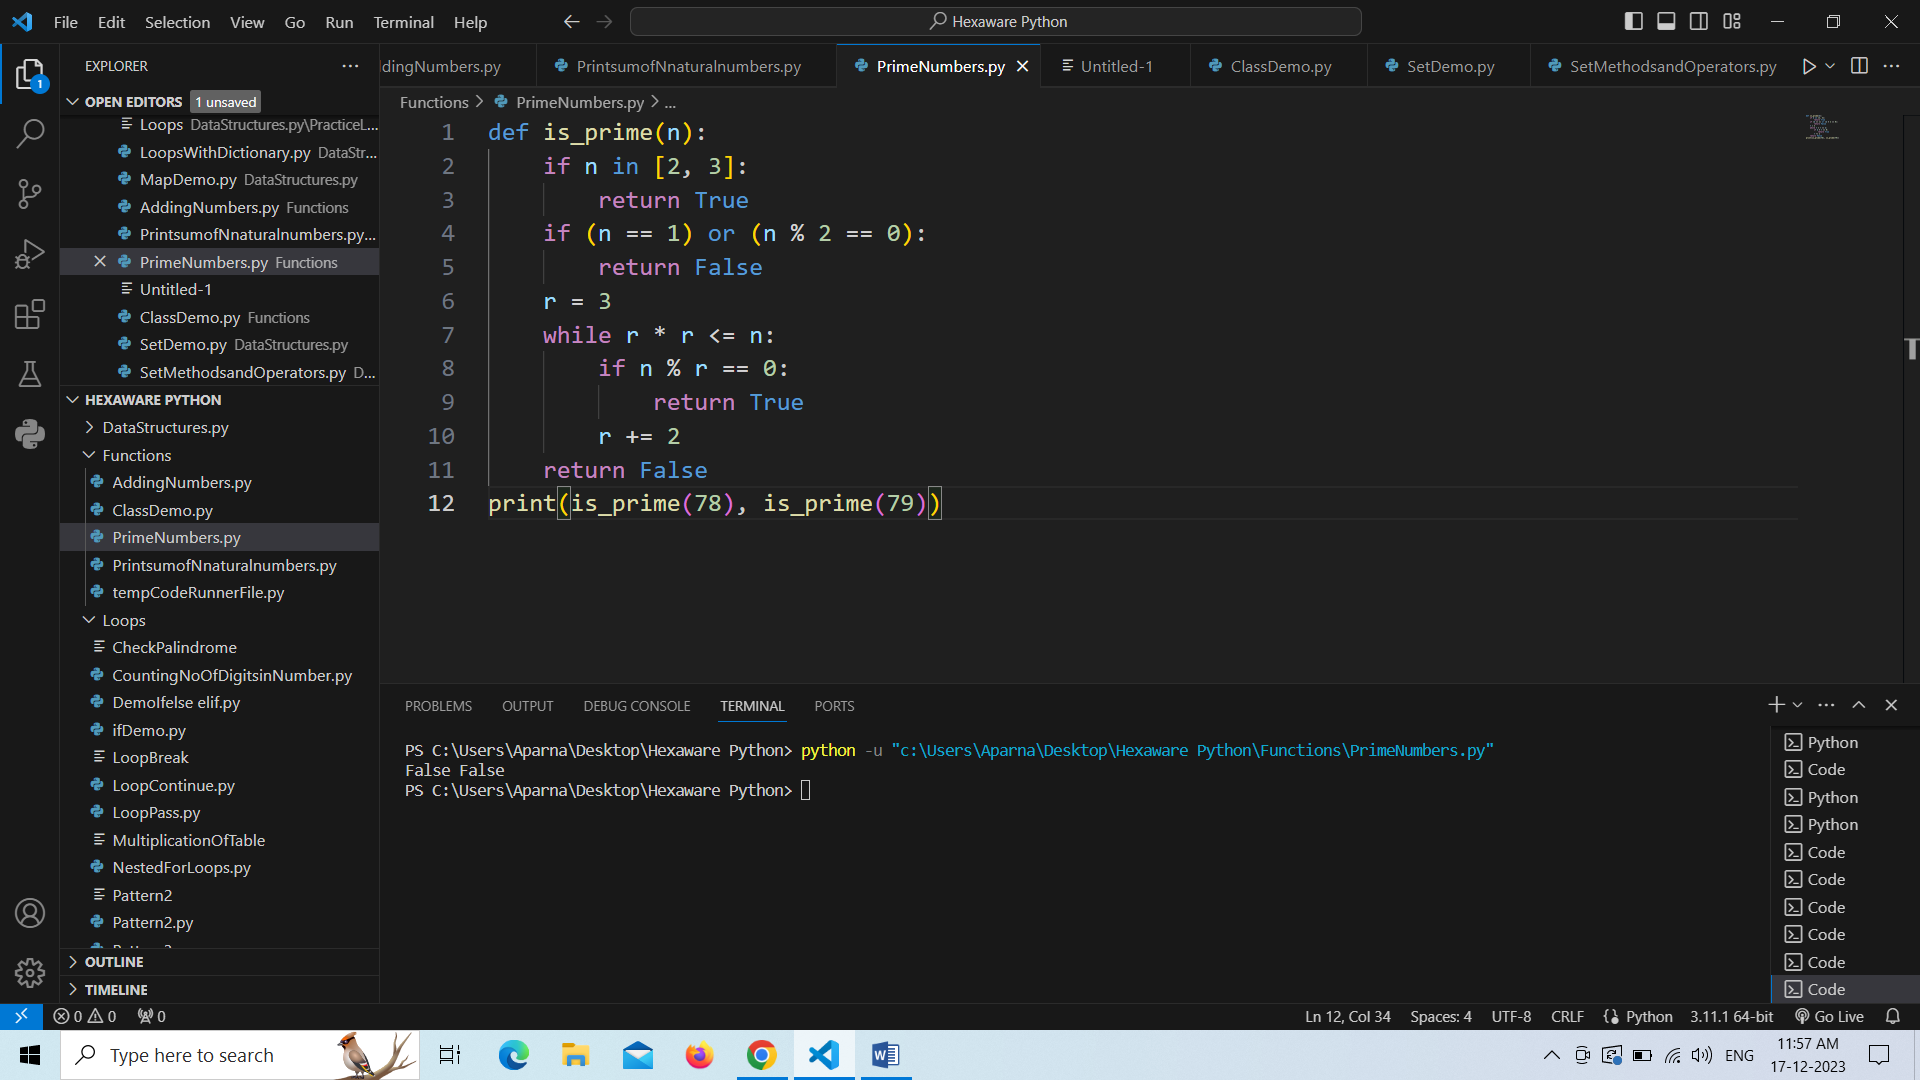 File Edit Selection View Go Run Terminal Help
Hexaware Python
EXPLORER
OPEN EDITORS 1 unsaved
Loops DataStructures.py\PracticeL...
LoopsWithDictionary.py DataStr...
MapDemo.py DataStructures.py
AddingNumbers.py Functions
PrintsumofNnaturalnumbers.py...
PrimeNumbers.py Functions
Untitled-1
ClassDemo.py Functions
SetDemo.py DataStructures.py
SetMethodsandOperators.py D...
HEXAWARE PYTHON
DataStructures.py
Functions
AddingNumbers.py
ClassDemo.py
PrimeNumbers.py
PrintsumofNnaturalnumbers.py
tempCodeRunnerFile.py
Loops
CheckPalindrome
CountingNoOfDigitsinNumber.py
DemoIfelse elif.py
ifDemo.py
LoopBreak
LoopContinue.py
LoopPass.py
MultiplicationOfTable
NestedForLoops.py
Pattern2
Pattern2.py
OUTLINE
TIMELINE
dingNumbers.py PrintsumofNnaturalnumbers.py PrimeNumbers.py Untitled-1 ClassDemo.py SetDemo.py SetMethodsandOperators.py
Functions > PrimeNumbers.py > ...
1 def is_prime(n):
2 if n in [2, 3]:
3 return True
4 if (n == 1) or (n % 2 == 0):
5 return False
6 r = 3
7 while r * r <= n:
8 if n % r == 0:
9 return True
10 r += 2
11 return False
12 print(is_prime(78), is_prime(79))
PROBLEMS OUTPUT DEBUG CONSOLE TERMINAL PORTS
PS C:\Users\Aparna\Desktop\Hexaware Python> python -u "c:\Users\Aparna\Desktop\Hexaware Python\Functions\PrimeNumbers.py"
False False
PS C:\Users\Aparna\Desktop\Hexaware Python>
Python
Code
Python
Python
Code
Code
Code
Code
Code
Code
0 0 0 Ln 12, Col 34 Spaces: 4 UTF-8 CRLF Python 3.11.1 64-bit Go Live
Type here to search
ENG
11:57 AM
17-12-2023